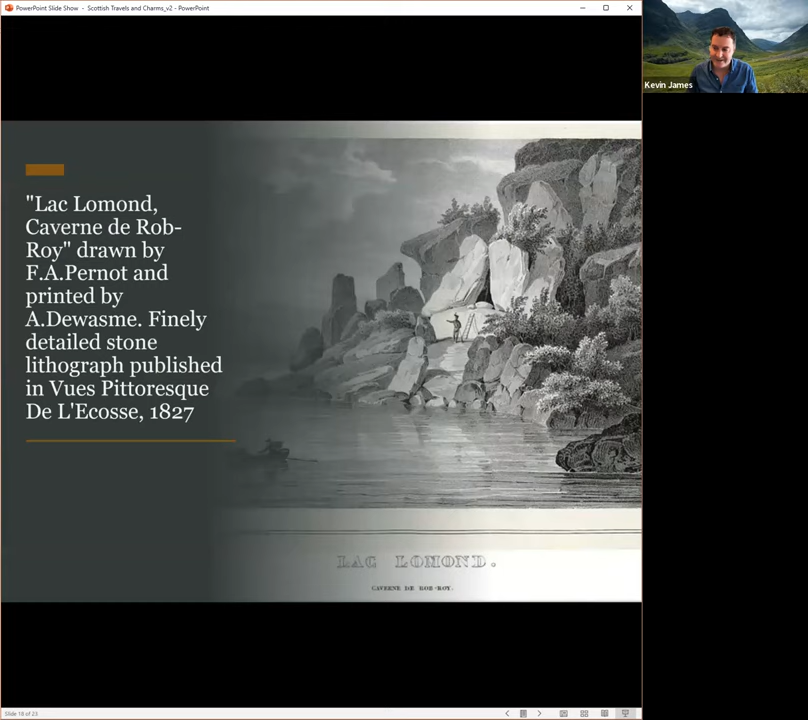 PowerPoint Slide Show - Scottish Travels and Charms_v2 - PowerPoint
Kevin James
"Lac Lomond,
Caverne de Rob-
Roy" drawn by
F.A.Pernot and
printed by
A.Dewasme. Finely
detailed stone
lithograph published
in Vues Pittoresque
De L'Ecosse, 1827
LAC LOMOND.
CAVERNE DE ROB-ROY.
Slide 18 of 23